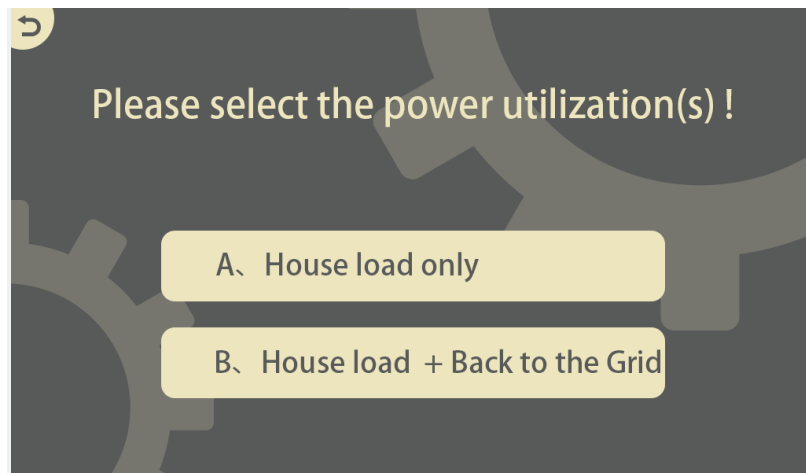 Please select the power utilization(s) !
A、House load only
B、House load + Back to the Grid